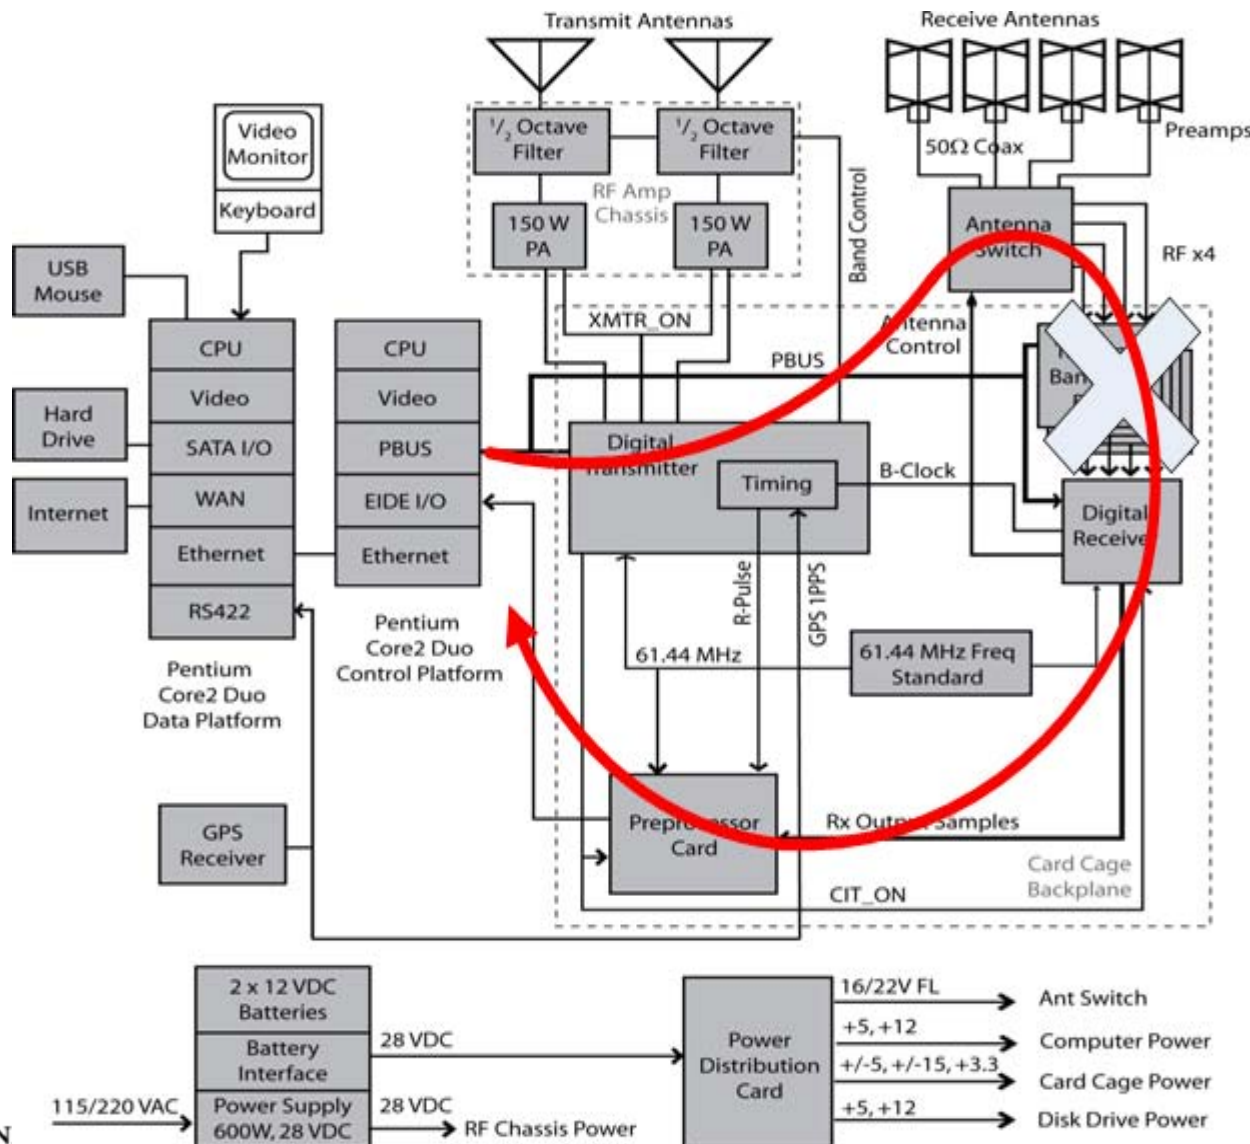 Transmit Antennas
Receive Antennas
Preamps
50Ω Coax
1/2 Octave
Filter
1/2 Octave
Filter
RF Amp
Chassis
150 W
PA
150 W
PA
Band Control
Video
Monitor
Keyboard
Antenna
Switch
RF x4
USB
Mouse
XMTR_ON
Antenna
Control
PBUS
CPU
Video
SATA I/O
WAN
Ethernet
RS422
CPU
Video
PBUS
EIDE I/O
Ethernet
Hard
Drive
Internet
Digital
Transmitter
Timing
B-Clock
Digital
Receiver
R-Pulse
GPS 1PPS
Pentium
Core2 Duo
Control Platform
Pentium
Core2 Duo
Data Platform
61.44 MHz
61.44 MHz Freq
Standard
GPS
Receiver
Preprocessor
Card
Rx Output Samples
Card Cage
Backplane
CIT_ON
2 x 12 VDC
Batteries
Battery
Interface
Power Supply
600W, 28 VDC
115/220 VAC
28 VDC
28 VDC
RF Chassis Power
Power
Distribution
Card
16/22V FL
Ant Switch
+5, +12
Computer Power
+/-5, +/-15, +3.3
Card Cage Power
+5, +12
Disk Drive Power
N